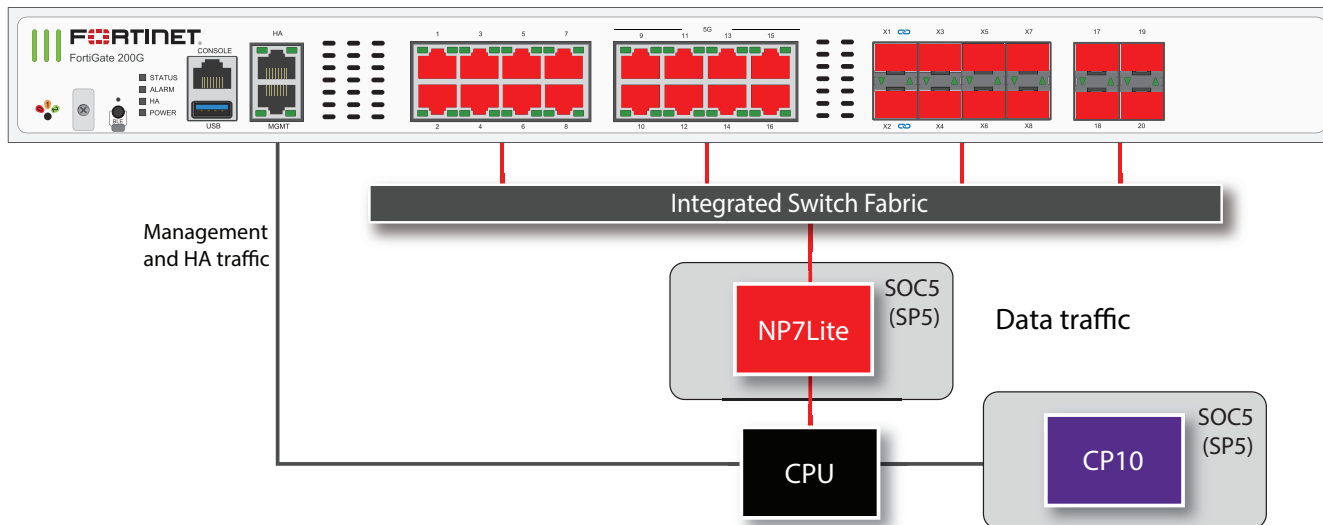 FORTINET
FortiGate 200G
STATUS
ALARM
HA
POWER
BLE
CONSOLE
USB
HA
MGMT
1 3 5 7
2 4 6 8
5G
9 11 13 15
10 12 14 16
X1 X3 X5 X7
X2 X4 X6 X8
17 19
18 20
Integrated Switch Fabric
Management
and HA traffic
NP7Lite
SOC5
(SP5)
Data traffic
CPU
CP10
SOC5
(SP5)